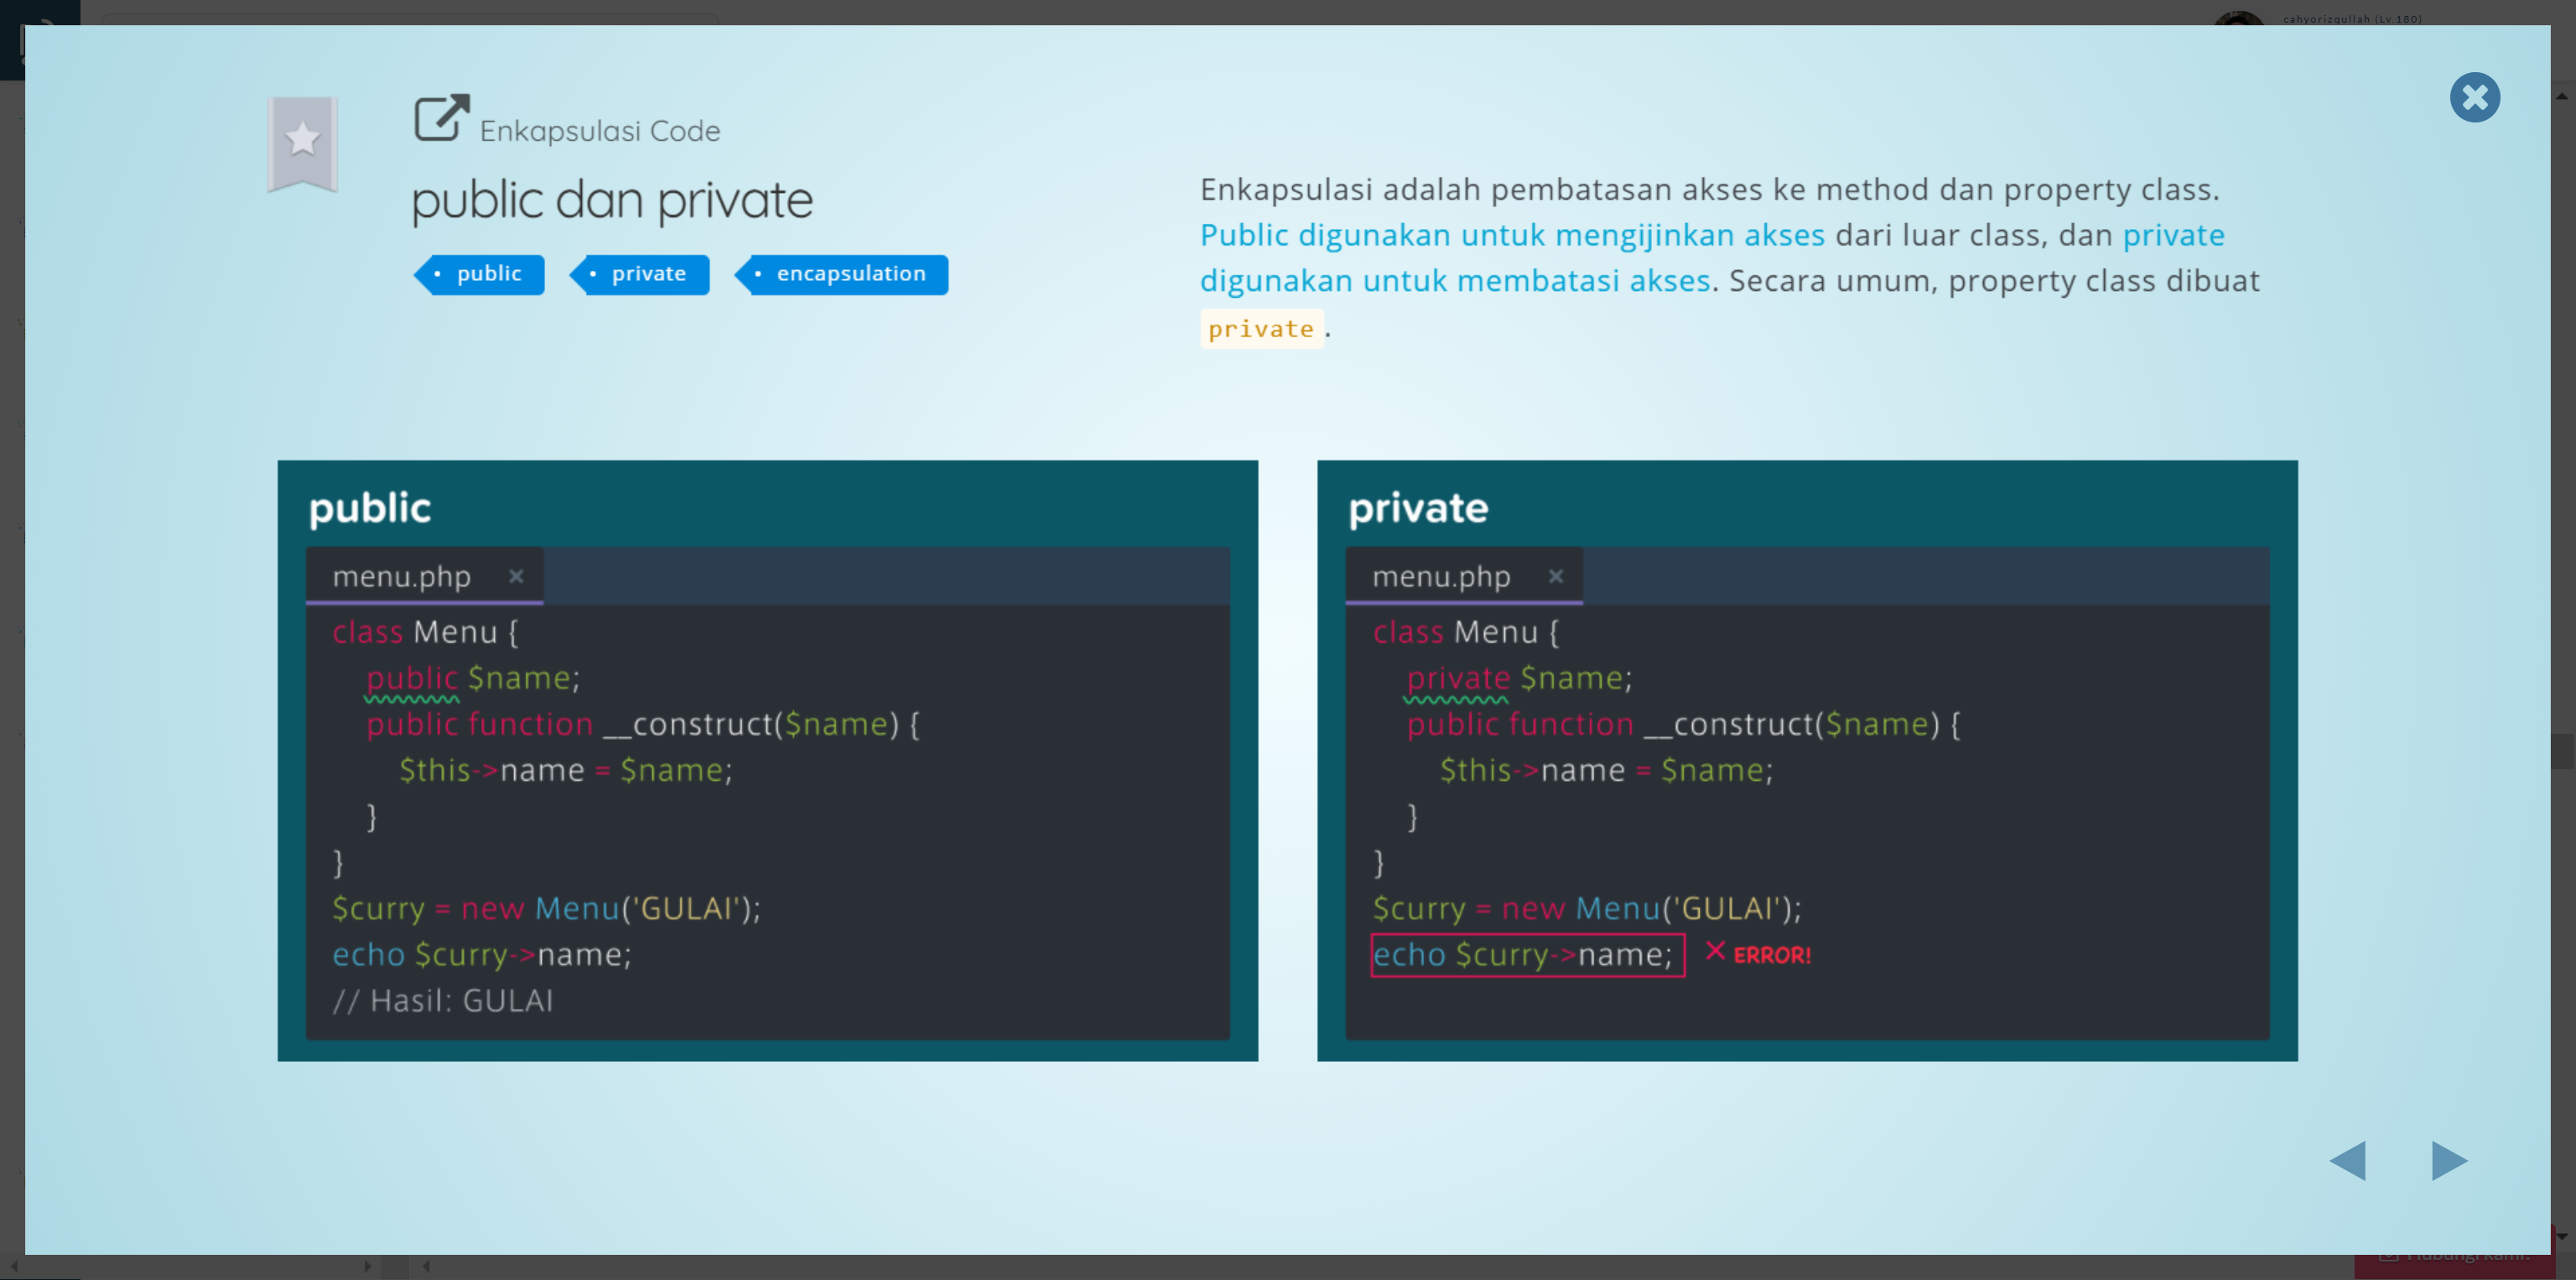 cahyorizqullah (Lv.180)
Enkapsulasi Code
public dan private
• public
• private
• encapsulation
Enkapsulasi adalah pembatasan akses ke method dan property class.
Public digunakan untuk mengijinkan akses dari luar class, dan private
digunakan untuk membatasi akses. Secara umum, property class dibuat
private .
public
menu.php ×
class Menu {
public $name;
public function __construct($name) {
$this->name = $name;
}
}
$curry = new Menu('GULAI');
echo $curry->name;
// Hasil: GULAI
private
menu.php ×
class Menu {
private $name;
public function __construct($name) {
$this->name = $name;
}
}
$curry = new Menu('GULAI');
echo $curry->name; × ERROR!
Hubungi kami.